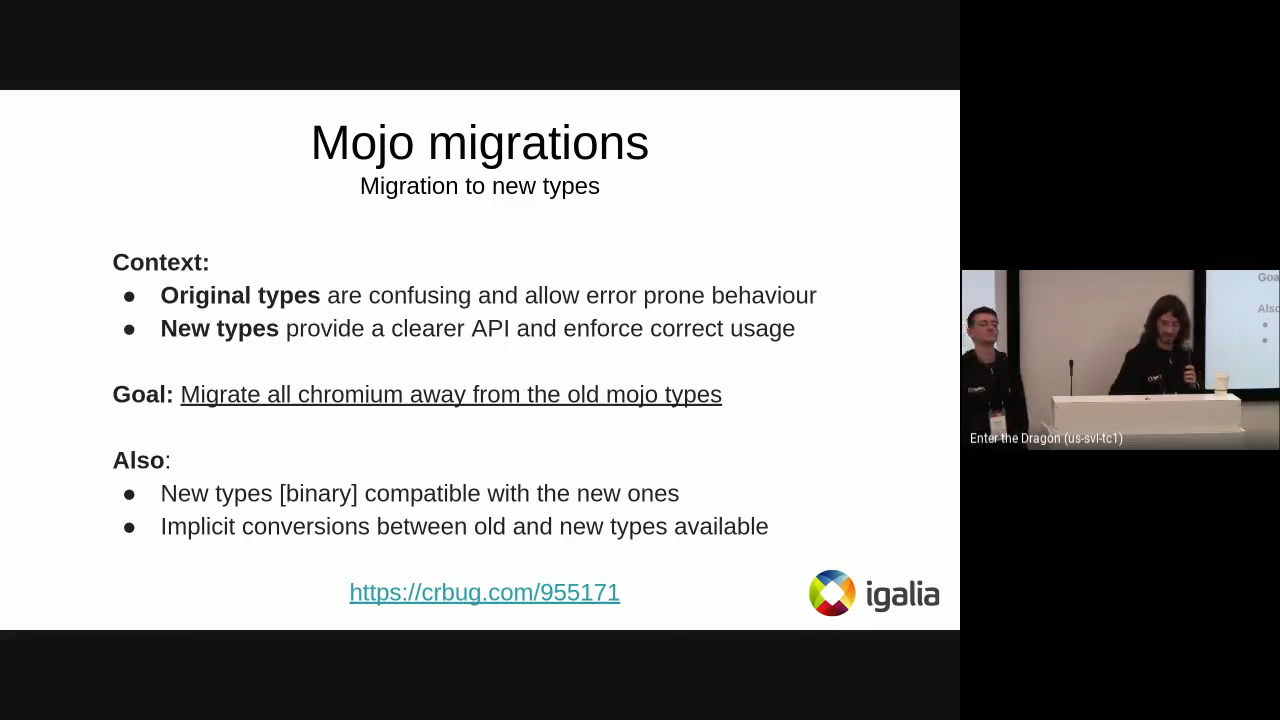 Mojo migrations
Migration to new types
Context:
● Original types are confusing and allow error prone behaviour
● New types provide a clearer API and enforce correct usage
Goal: Migrate all chromium away from the old mojo types
Also:
● New types [binary] compatible with the new ones
● Implicit conversions between old and new types available
https://crbug.com/955171
igalia
Goa
Also
Enter the Dragon (us-svl-tc1)